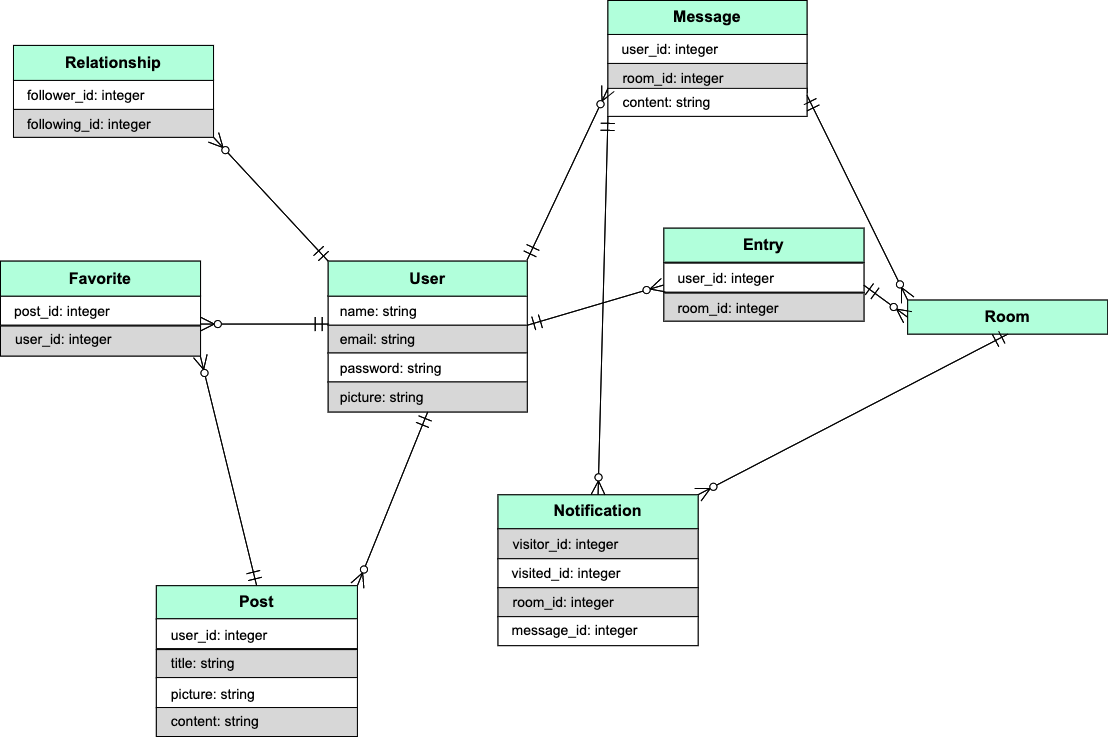 Message
user_id: integer
room_id: integer
content: string
Relationship
follower_id: integer
following_id: integer
Entry
user_id: integer
room_id: integer
Favorite
post_id: integer
user_id: integer
User
name: string
email: string
password: string
picture: string
Room
Notification
visitor_id: integer
visited_id: integer
room_id: integer
message_id: integer
Post
user_id: integer
title: string
picture: string
content: string